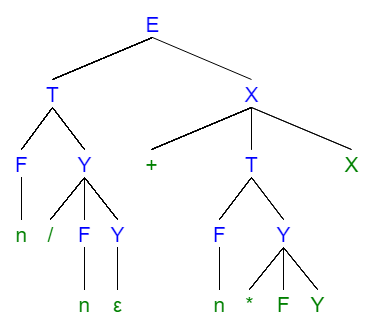 E
T X
F Y + T X
n / F Y F Y
n ε n * F Y